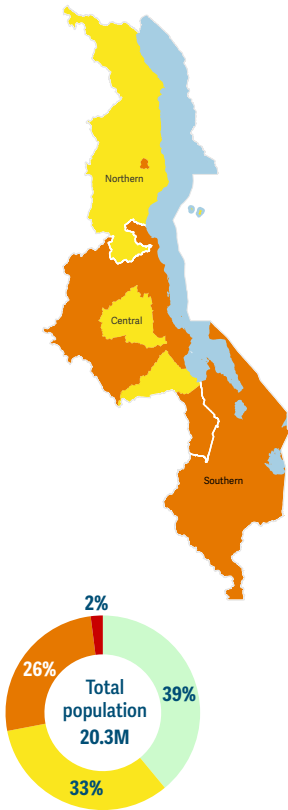 Northern
Central
Southern
2%
26%
39%
Total
population
20.3M
33%